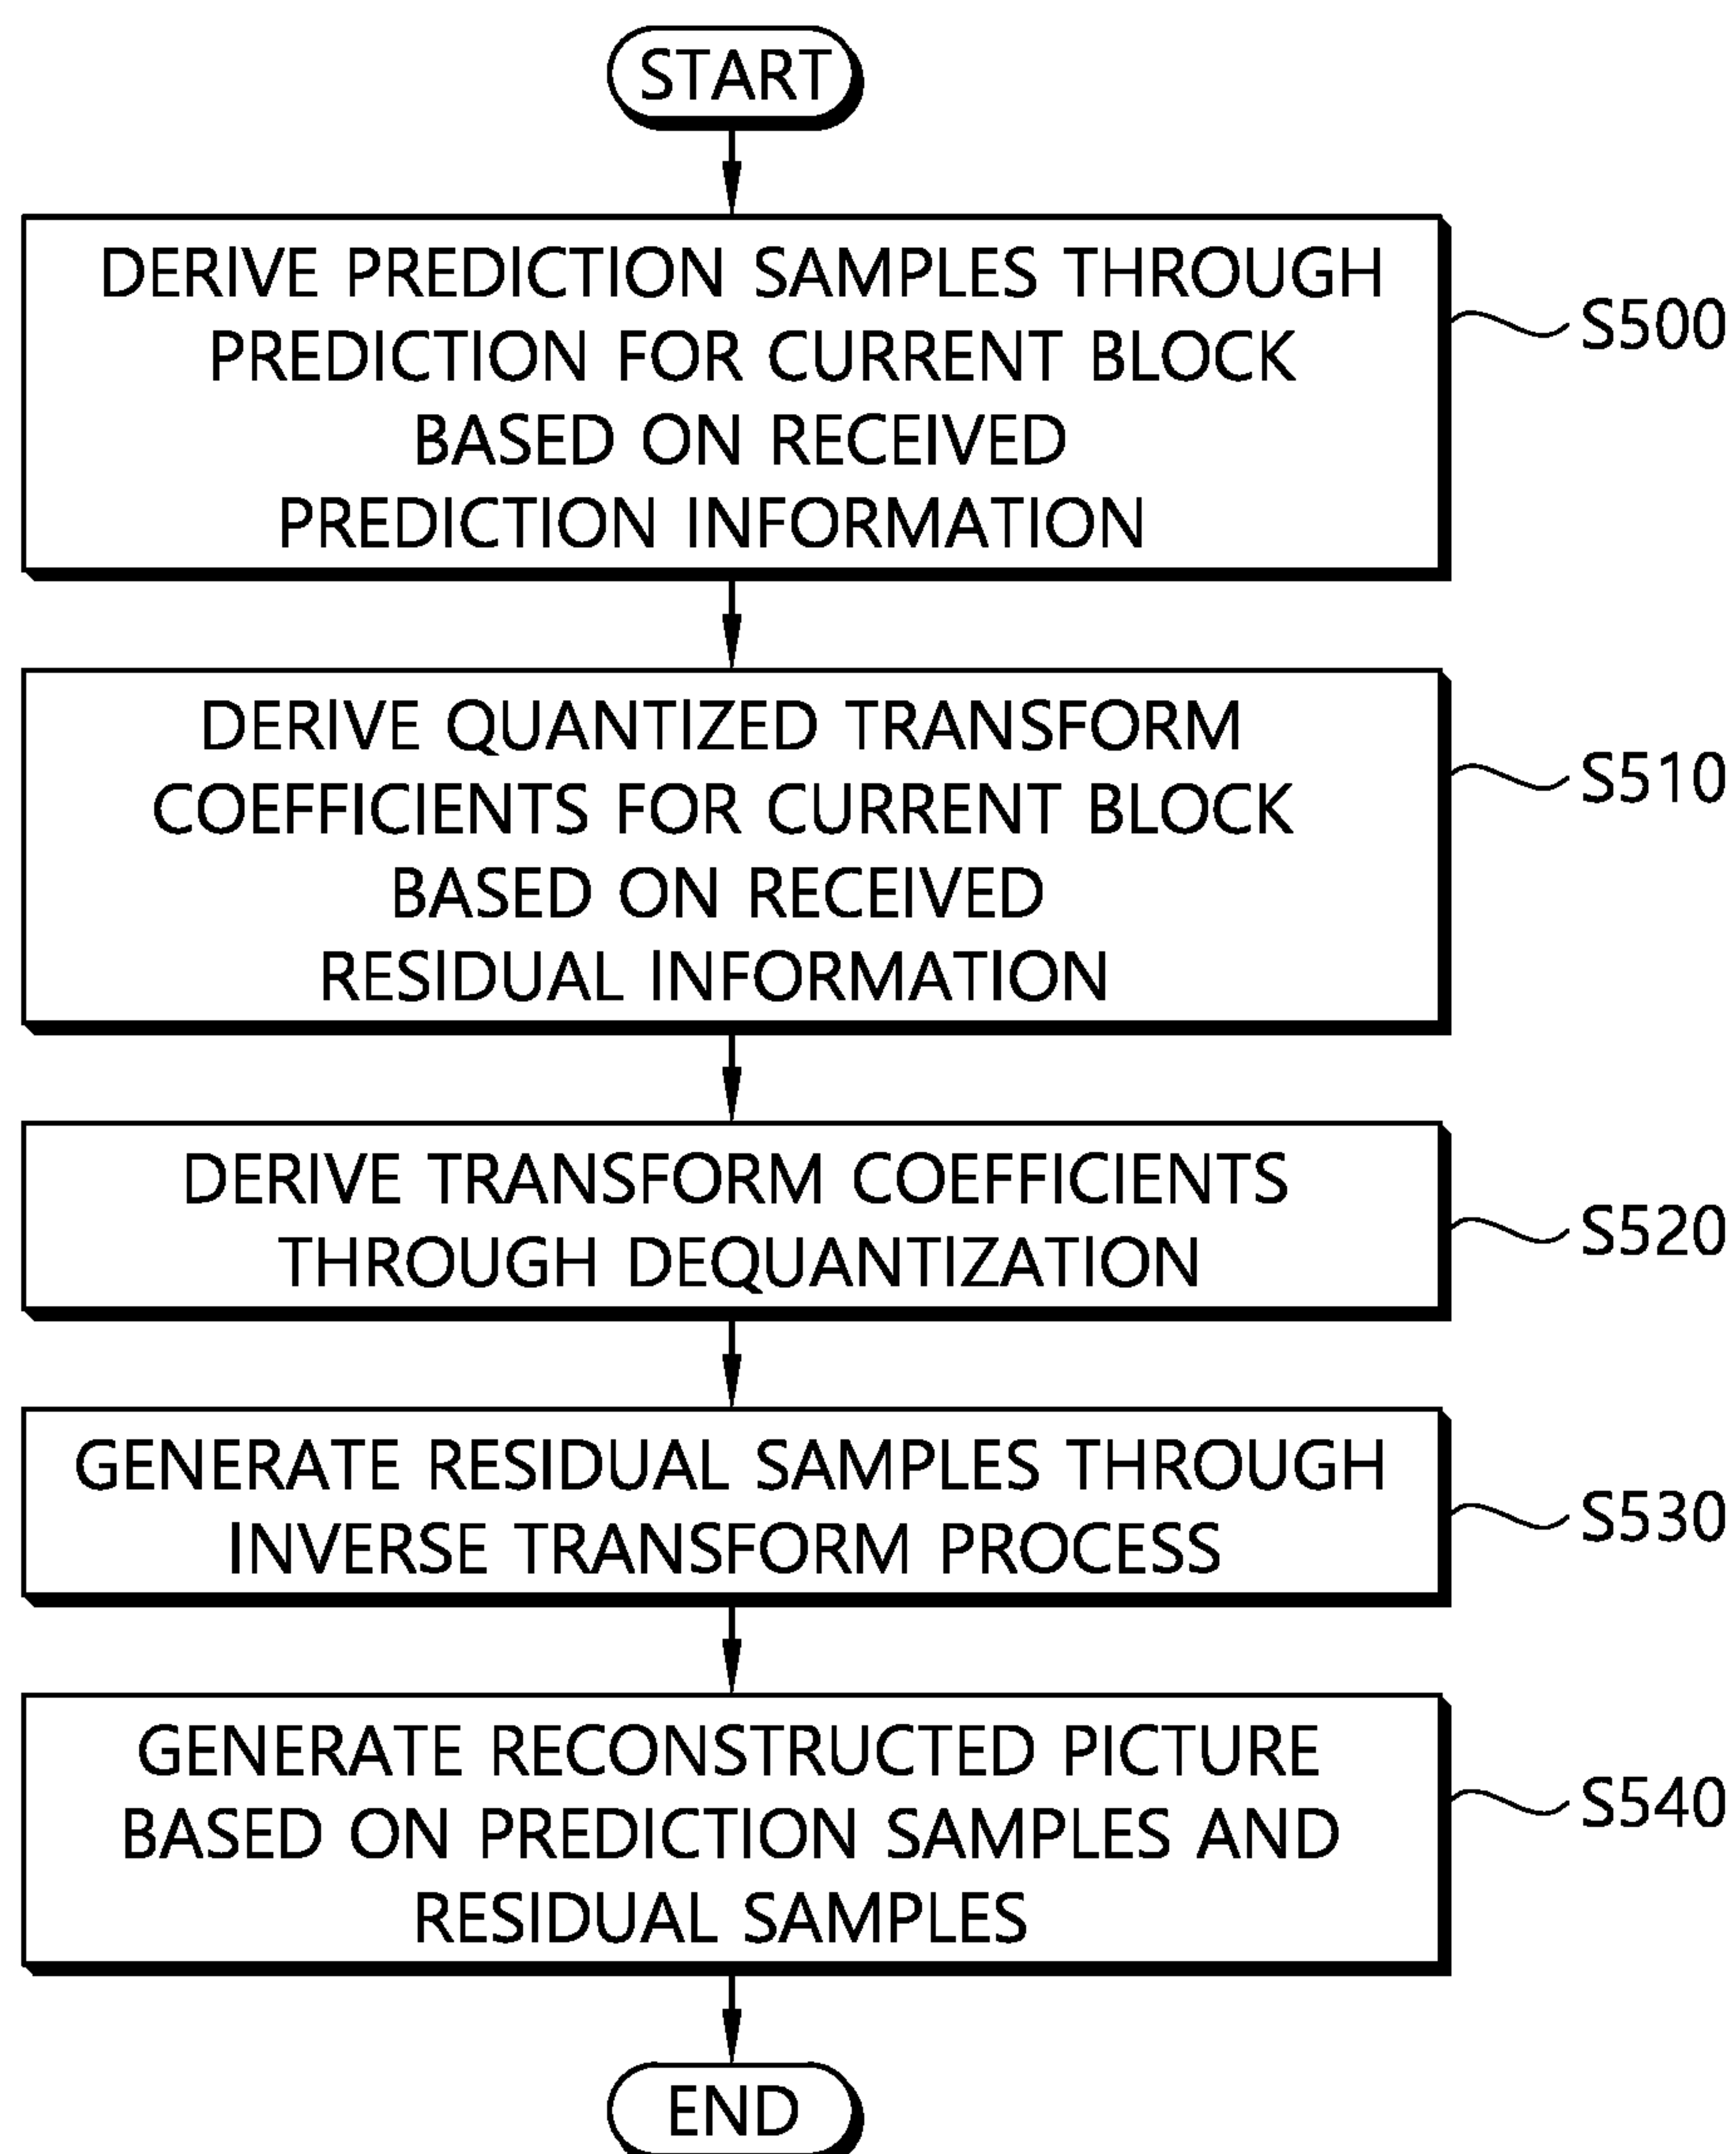 START
DERIVE PREDICTION SAMPLES THROUGH
PREDICTION FOR CURRENT BLOCK
BASED ON RECEIVED
PREDICTION INFORMATION
S500
DERIVE QUANTIZED TRANSFORM
COEFFICIENTS FOR CURRENT BLOCK
BASED ON RECEIVED
RESIDUAL INFORMATION
S510
DERIVE TRANSFORM COEFFICIENTS
THROUGH DEQUANTIZATION
S520
GENERATE RESIDUAL SAMPLES THROUGH
INVERSE TRANSFORM PROCESS
S530
GENERATE RECONSTRUCTED PICTURE
BASED ON PREDICTION SAMPLES AND
RESIDUAL SAMPLES
S540
END